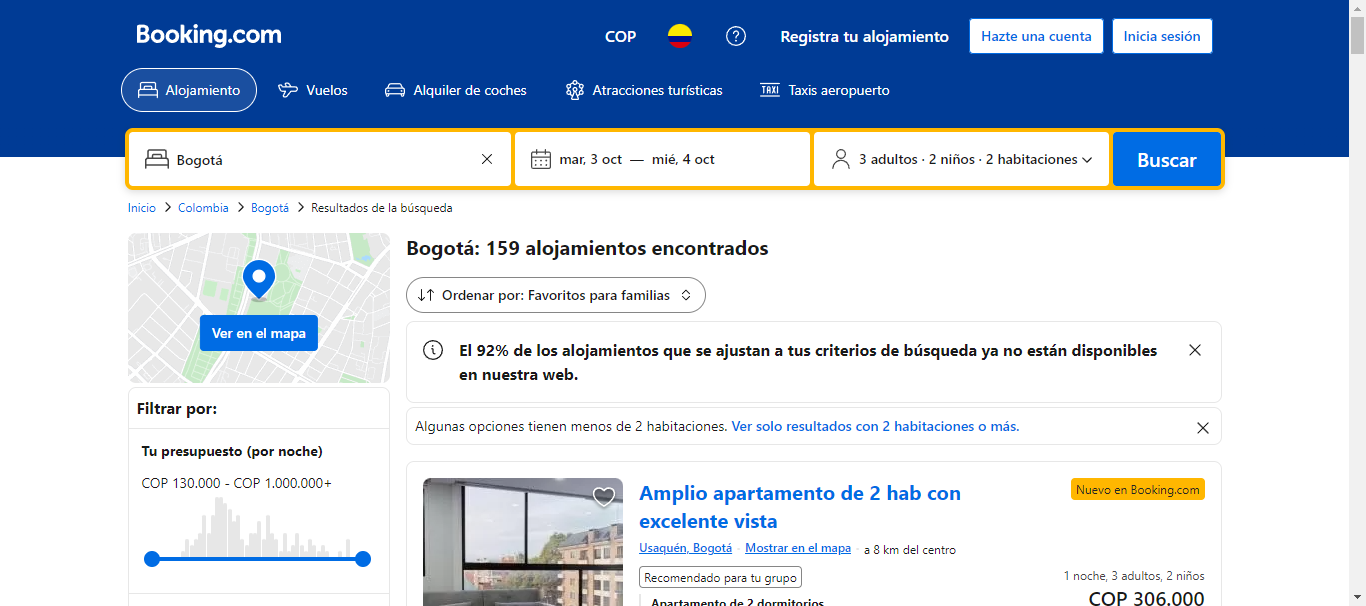 Booking.com
COP
Registra tu alojamiento
Hazte una cuenta
Inicia sesión
Alojamiento
Vuelos
Alquiler de coches
Atracciones turísticas
TAXI
Taxis aeropuerto
Bogotá
mar, 3 oct — mié, 4 oct
3 adultos · 2 niños · 2 habitaciones
Buscar
Inicio > Colombia > Bogotá > Resultados de la búsqueda
Ver en el mapa
Filtrar por:
Tu presupuesto (por noche)
COP 130.000 - COP 1.000.000+
Bogotá: 159 alojamientos encontrados
Ordenar por: Favoritos para familias
El 92% de los alojamientos que se ajustan a tus criterios de búsqueda ya no están disponibles
en nuestra web.
Algunas opciones tienen menos de 2 habitaciones. Ver solo resultados con 2 habitaciones o más.
Amplio apartamento de 2 hab con
excelente vista
Nuevo en Booking.com
Usaquén, Bogotá · Mostrar en el mapa · a 8 km del centro
Recomendado para tu grupo
1 noche, 3 adultos, 2 niños
Apartamento de 2 dormitorios
COP 306.000